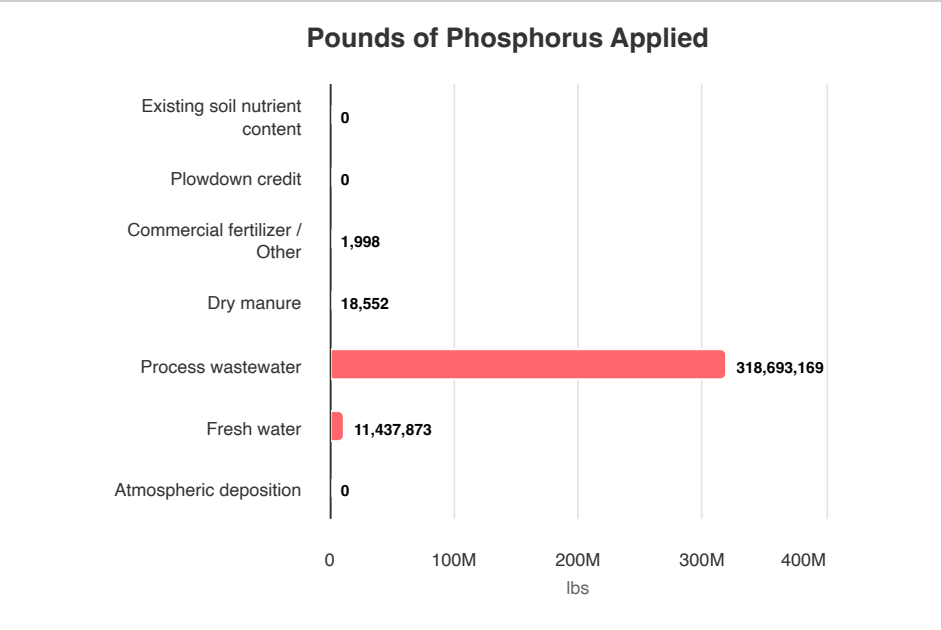 Pounds of Phosphorus Applied
Existing soil nutrient
content
0
Plowdown credit
0
Commercial fertilizer /
Other
1,998
Dry manure
18,552
Process wastewater
318,693,169
Fresh water
11,437,873
Atmospheric deposition
0
0 100M 200M 300M 400M
lbs